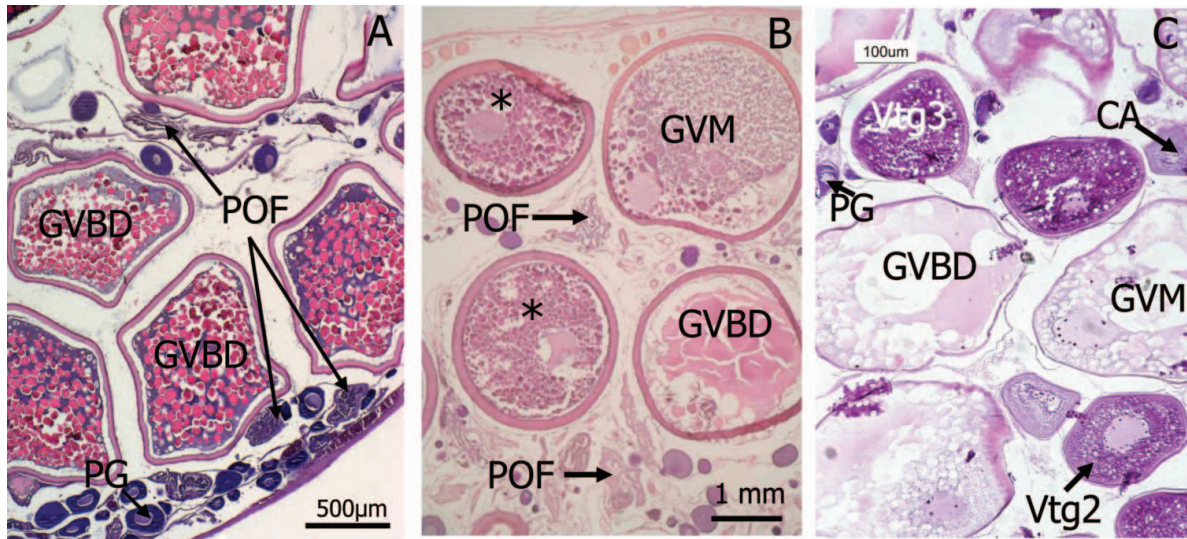 A
POF
GVBD
GVBD
PG
500µm
B
*
GVM
POF
*
GVBD
POF
1 mm
C
100um
Vtg3
CA
PG
GVBD
GVM
Vtg2